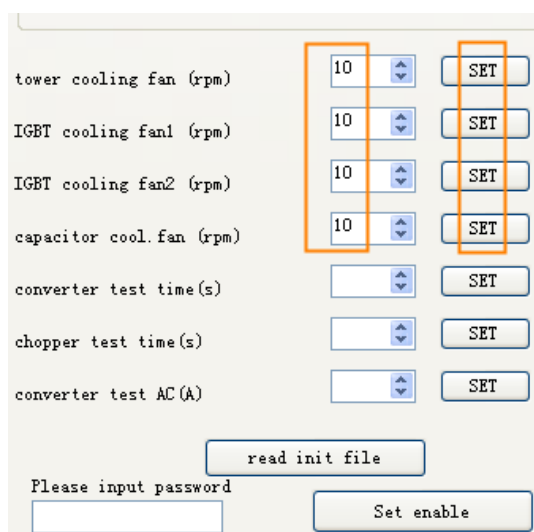 tower cooling fan (rpm) 10 SET
IGBT cooling fan1 (rpm) 10 SET
IGBT cooling fan2 (rpm) 10 SET
capacitor cool.fan (rpm) 10 SET
converter test time(s) SET
chopper test time(s) SET
converter test AC(A) SET
read init file
Please input password
Set enable